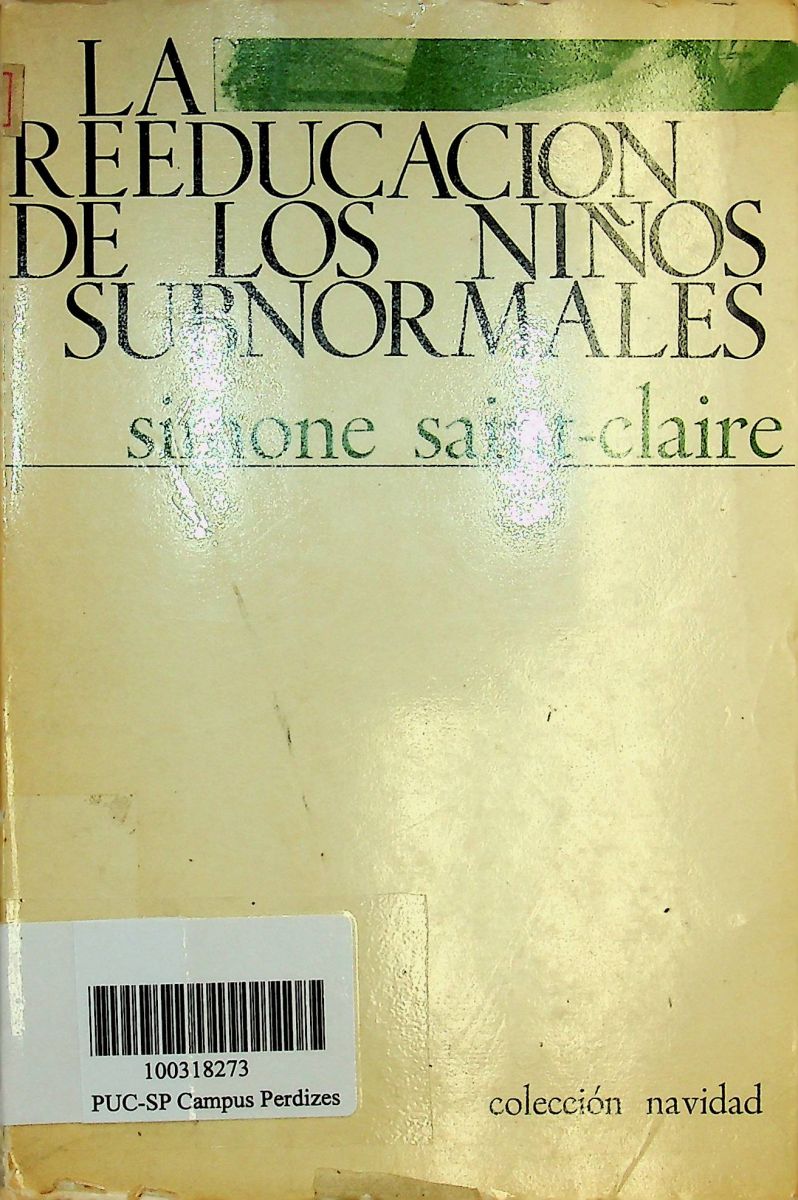 LA
REEDUCACION
DE LOS NIÑOS
SUBNORMALES
simone saint-claire
100318273
PUC-SP Campus Perdizes
colección navidad